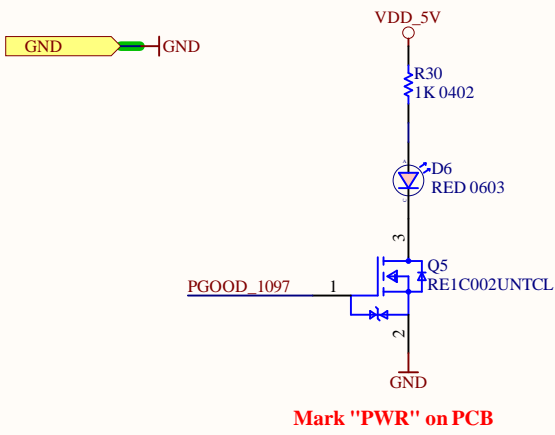 VDD_5V
GND
GND
R30
1K 0402
A
D6
RED 0603
C
3
Q5
RE1C002UNTCL
PGOOD_1097
1
2
GND
Mark "PWR" on PCB